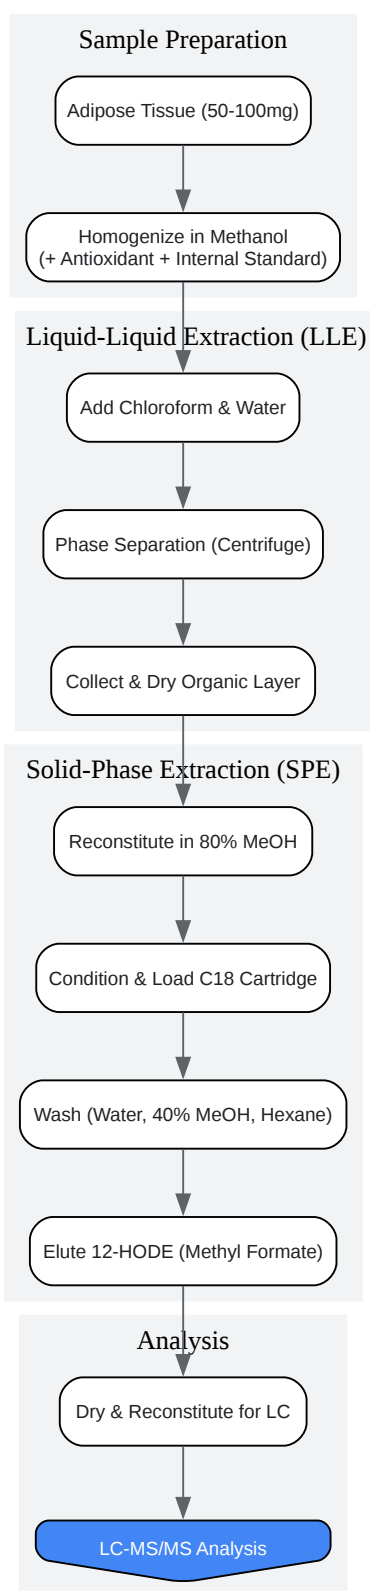 Sample Preparation
Adipose Tissue (50-100mg)
Homogenize in Methanol
(+ Antioxidant + Internal Standard)
Liquid-Liquid Extraction (LLE)
Add Chloroform & Water
Phase Separation (Centrifuge)
Collect & Dry Organic Layer
Solid-Phase Extraction (SPE)
Reconstitute in 80% MeOH
Condition & Load C18 Cartridge
Wash (Water, 40% MeOH, Hexane)
Elute 12-HODE (Methyl Formate)
Analysis
Dry & Reconstitute for LC
LC-MS/MS Analysis